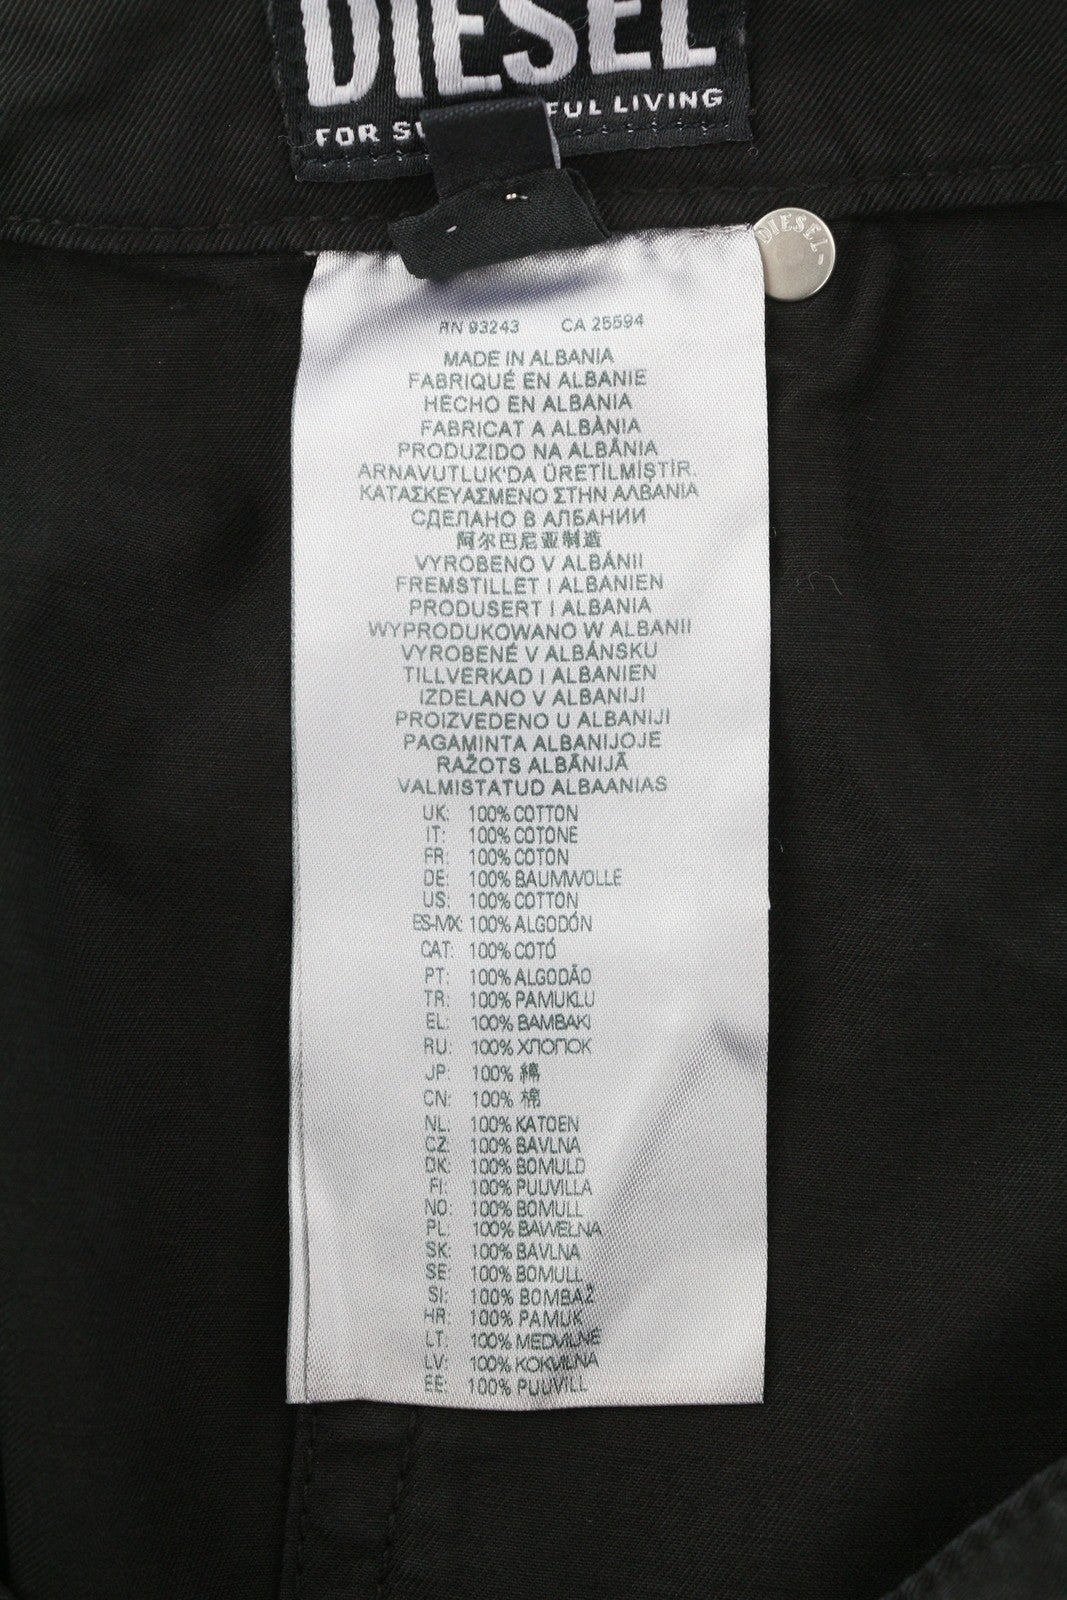 DIESEL
FOR SU FUL LIVING
DIESEL
RN 93243 CA 25594
MADE IN ALBANIA
FABRIQUÉ EN ALBANIE
HECHO EN ALBANIA
FABRICAT A ALBÀNIA
PRODUZIDO NA ALBÂNIA
ARNAVUTLUK'DA ÜRETİLMİŞTİR.
ΚΑΤΑΣΚΕΥΑΣΜΕΝΟ ΣΤΗΝ ΑΛΒΑΝΙΑ
СДЕЛАНО В АЛБАНИИ
阿尔巴尼亚制造
VYROBENO V ALBÁNII
FREMSTILLET I ALBANIEN
PRODUSERT I ALBANIA
WYPRODUKOWANO W ALBANII
VYROBENÉ V ALBÁNSKU
TILLVERKAD I ALBANIEN
IZDELANO V ALBANIJI
PROIZVEDENO U ALBANIJI
PAGAMINTA ALBANIJOJE
RAŽOTS ALBĀNIJĀ
VALMISTATUD ALBAANIAS
UK: 100% COTTON
IT: 100% COTONE
FR: 100% COTON
DE: 100% BAUMWOLLE
US: 100% COTTON
ES-MX: 100% ALGODÓN
CAT: 100% COTÓ
PT: 100% ALGODÃO
TR: 100% PAMUKLU
EL: 100% ΒΑΜΒΑΚΙ
RU: 100% ХЛОПОК
JP: 100% 綿
CN: 100% 棉
NL: 100% KATOEN
CZ: 100% BAVLNA
DK: 100% BOMULD
FI: 100% PUUVILLA
NO: 100% BOMULL
PL: 100% BAWEŁNA
SK: 100% BAVLNA
SE: 100% BOMULL
SI: 100% BOMBAŽ
HR: 100% PAMUK
LT: 100% MEDVILNĖ
LV: 100% KOKVILNA
EE: 100% PUUVILL